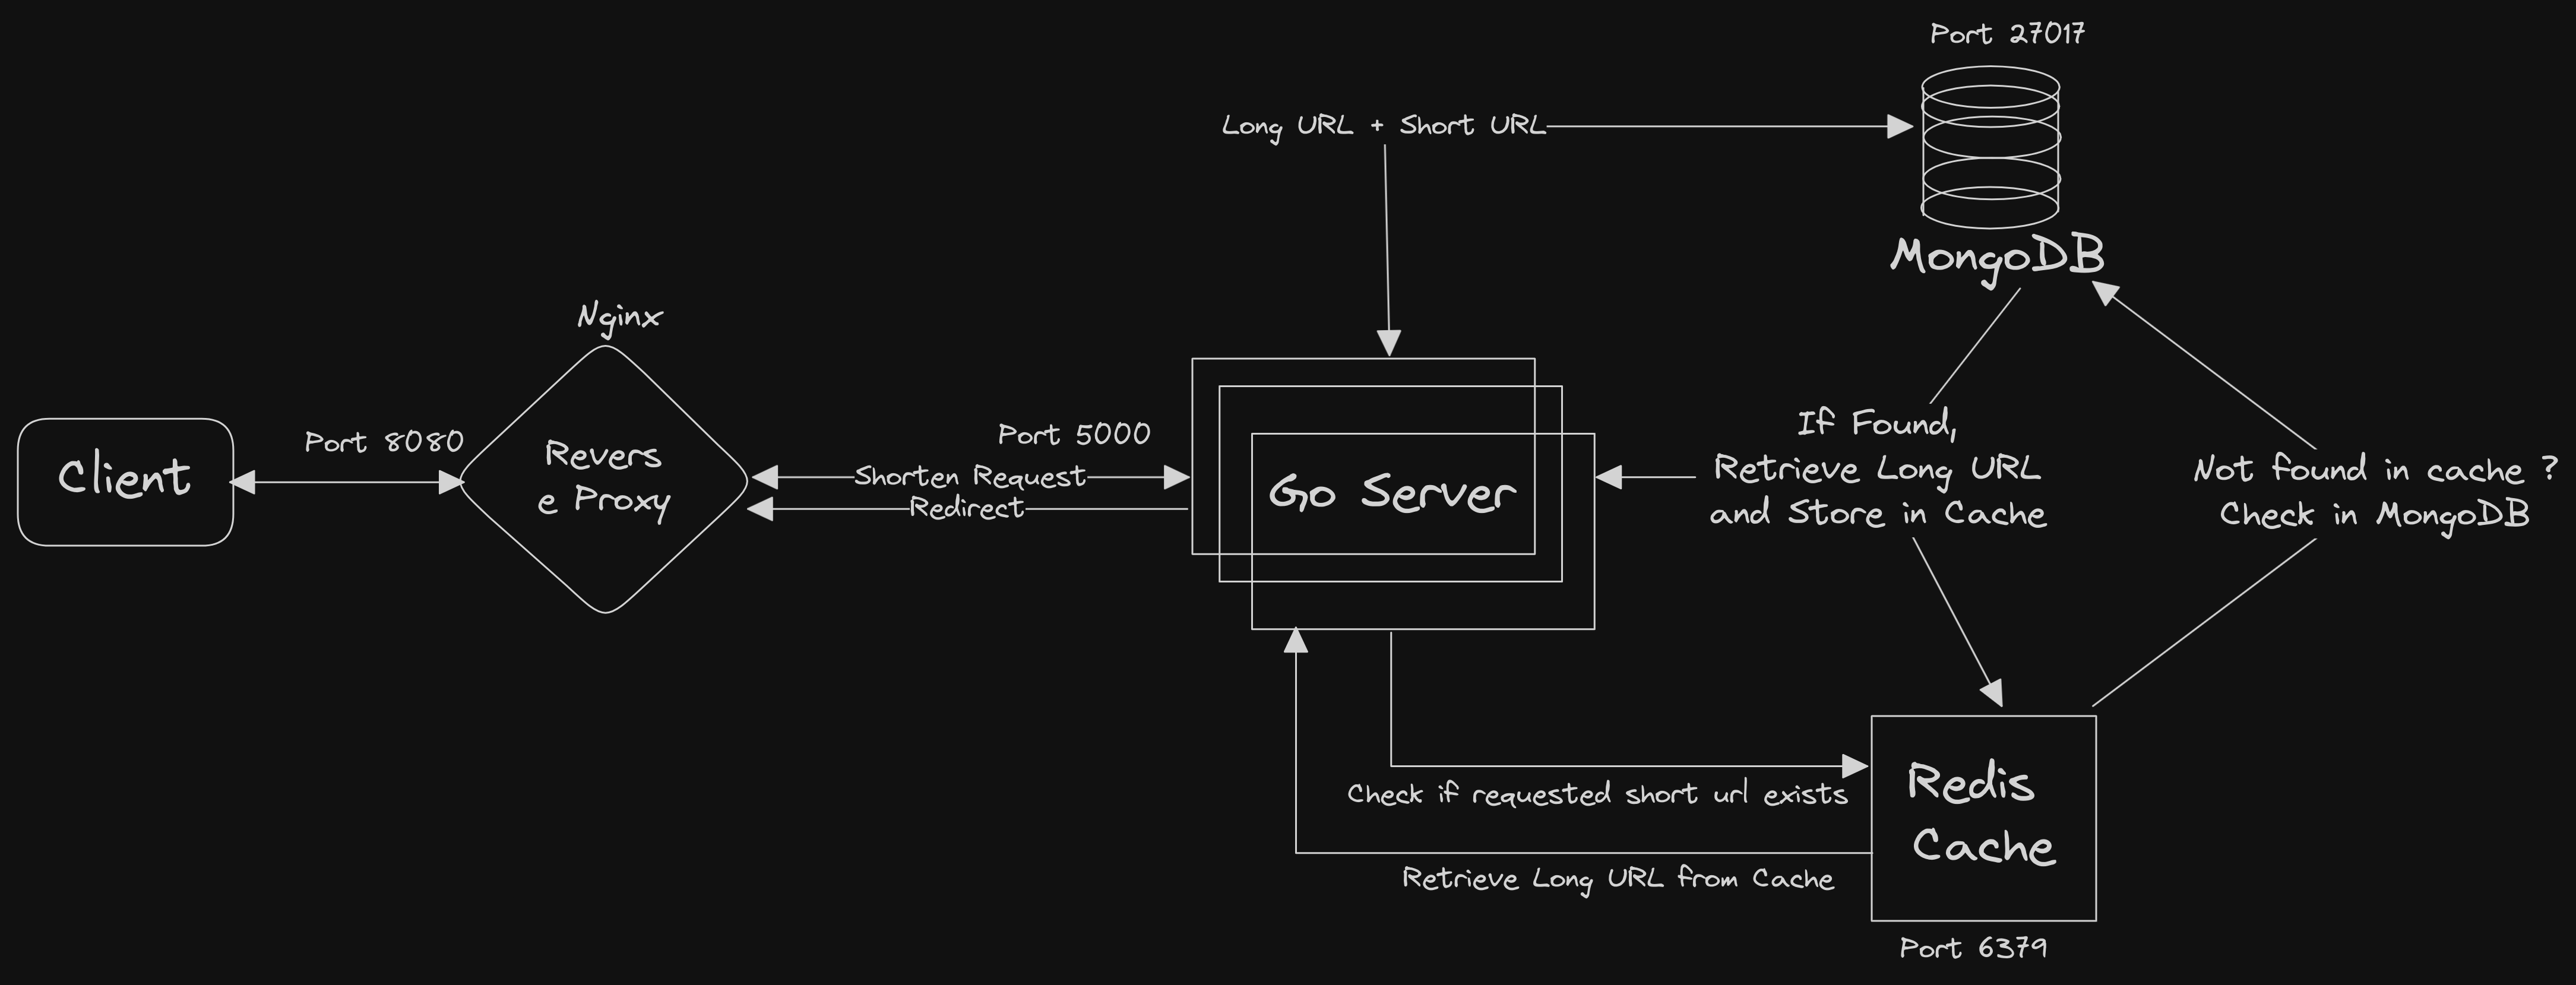 Port 27017
Long URL + Short URL
MongoDB
Nginx
Client
Port 8080
Revers
e Proxy
Port 5000
Shorten Request
Redirect
Go Server
If Found,
Retrieve Long URL
and Store in Cache
Not found in cache ?
Check in MongoDB
Check if requested short url exists
Retrieve Long URL from Cache
Redis
Cache
Port 6379